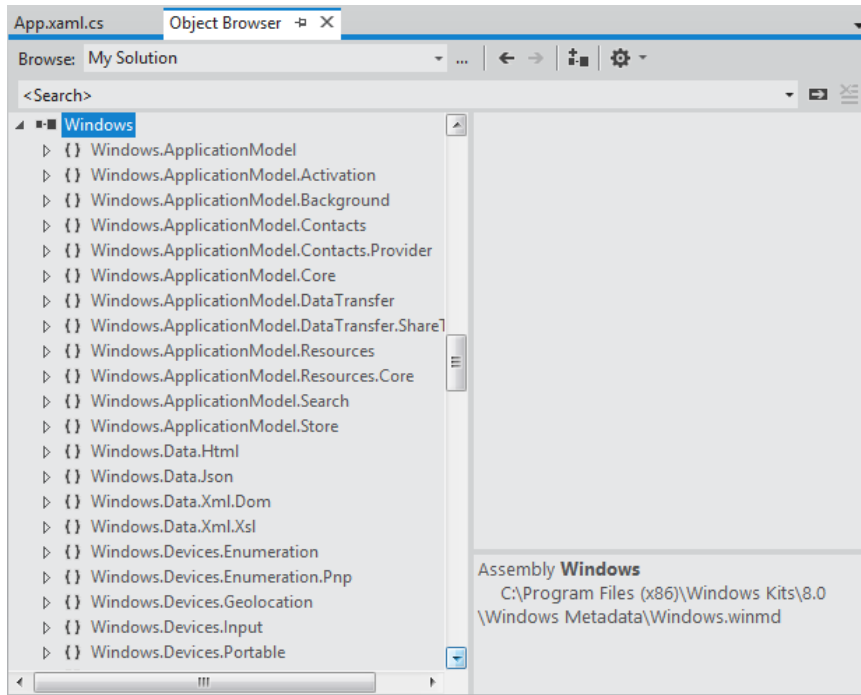 App.xaml.cs
Object Browser
Browse: My Solution
...
<Search>
Windows
{} Windows.ApplicationModel
{} Windows.ApplicationModel.Activation
{} Windows.ApplicationModel.Background
{} Windows.ApplicationModel.Contacts
{} Windows.ApplicationModel.Contacts.Provider
{} Windows.ApplicationModel.Core
{} Windows.ApplicationModel.DataTransfer
{} Windows.ApplicationModel.DataTransfer.ShareT
{} Windows.ApplicationModel.Resources
{} Windows.ApplicationModel.Resources.Core
{} Windows.ApplicationModel.Search
{} Windows.ApplicationModel.Store
{} Windows.Data.Html
{} Windows.Data.Json
{} Windows.Data.Xml.Dom
{} Windows.Data.Xml.Xsl
{} Windows.Devices.Enumeration
{} Windows.Devices.Enumeration.Pnp
{} Windows.Devices.Geolocation
{} Windows.Devices.Input
{} Windows.Devices.Portable
Assembly Windows
C:\Program Files (x86)\Windows Kits\8.0
\Windows Metadata\Windows.winmd